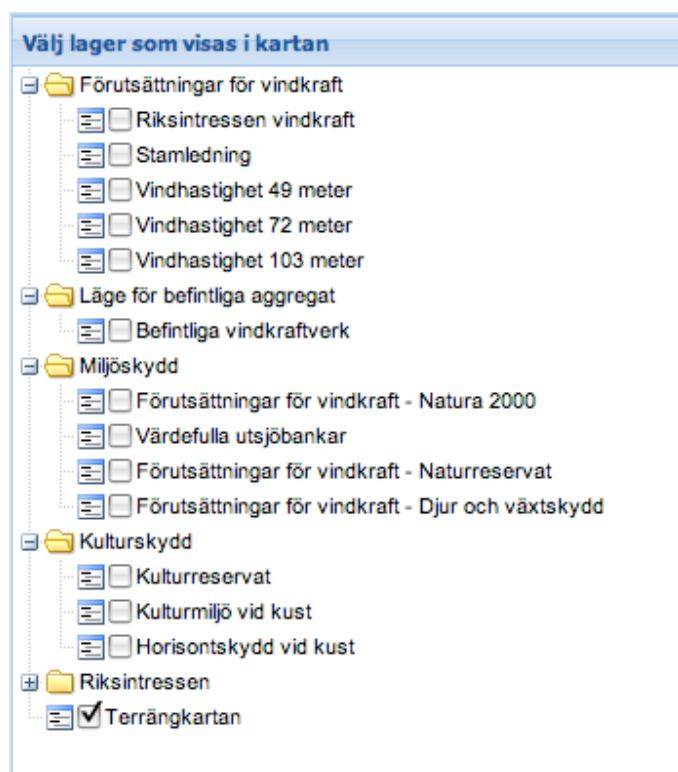 Välj lager som visas i kartan
Förutsättningar för vindkraft
Riksintressen vindkraft
Stamledning
Vindhastighet 49 meter
Vindhastighet 72 meter
Vindhastighet 103 meter
Läge för befintliga aggregat
Befintliga vindkraftverk
Miljöskydd
Förutsättningar för vindkraft - Natura 2000
Värdefulla utsjöbankar
Förutsättningar för vindkraft - Naturreservat
Förutsättningar för vindkraft - Djur och växtskydd
Kulturskydd
Kulturreservat
Kulturmiljö vid kust
Horisontskydd vid kust
Riksintressen
Terrängkartan